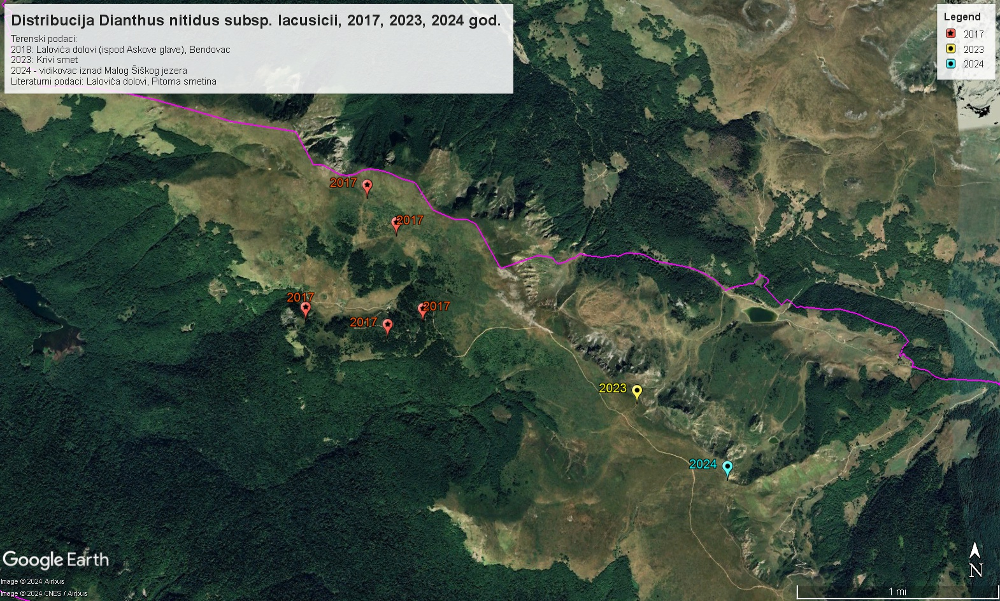 Distribucija Dianthus nitidus subsp. lacusicii, 2017, 2023, 2024 god.
Terenski podaci:
2018: Lalovića dolovi (ispod Askove glave), Bendovac
2023: Krivi smet
2024 - vidikovac iznad Malog Šiškog jezera
Literaturni podaci: Lalovića dolovi, Pitoma smetina
Legend
2017
2023
2024
2017
2017
2017
2017
2017
2023
2024
Google Earth
Image © 2024 Airbus
Image © 2024 CNES / Airbus
N
1 mi